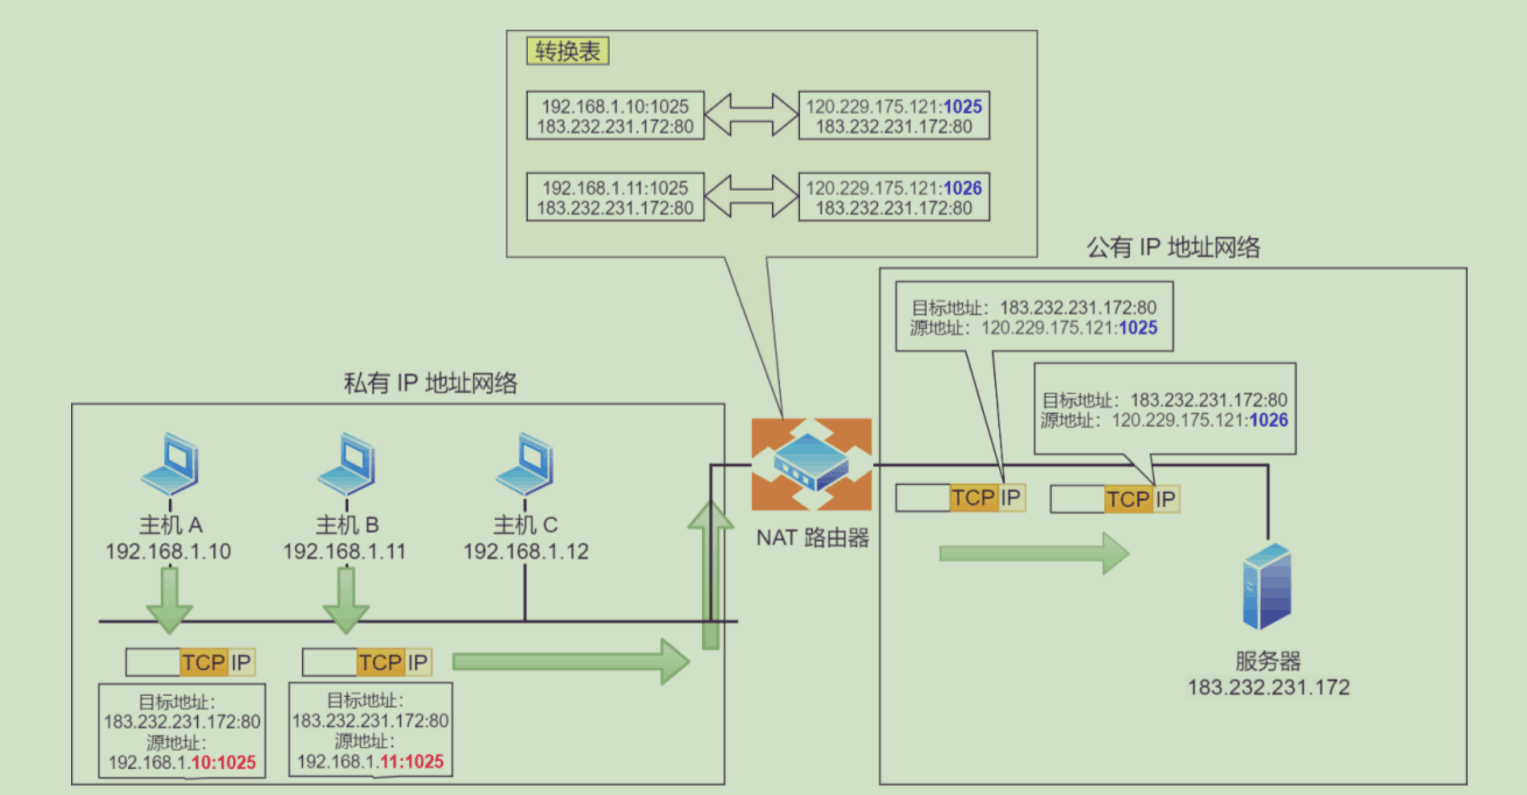 转换表
192.168.1.10:1025
183.232.231.172:80
120.229.175.121:1025
183.232.231.172:80
192.168.1.11:1025
183.232.231.172:80
120.229.175.121:1026
183.232.231.172:80
公有 IP 地址网络
目标地址：183.232.231.172:80
源地址：120.229.175.121:1025
目标地址：183.232.231.172:80
源地址：120.229.175.121:1026
TCP IP
TCP IP
服务器
183.232.231.172
NAT 路由器
私有 IP 地址网络
主机 A
192.168.1.10
主机 B
192.168.1.11
主机 C
192.168.1.12
TCP IP
目标地址：
183.232.231.172:80
源地址：
192.168.1.10:1025
TCP IP
目标地址：
183.232.231.172:80
源地址：
192.168.1.11:1025